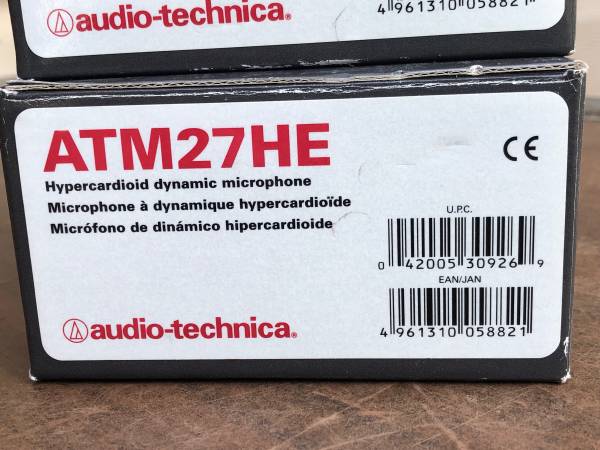 audio-technica®
4 961310 058821
ATM27HE
CE
Hypercardioid dynamic microphone
Microphone à dynamique hypercardioïde
Micrófono de dinámico hipercardioide
U.P.C.
0 42005 30926 9
EAN/JAN
audio-technica®
4 961310 058821